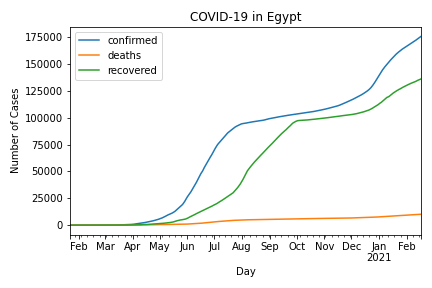 COVID-19 in Egypt
confirmed
deaths
recovered
Number of Cases
175000
150000
125000
100000
75000
50000
25000
0
Feb Mar Apr May Jun Jul Aug Sep Oct Nov Dec Jan Feb
2021
Day